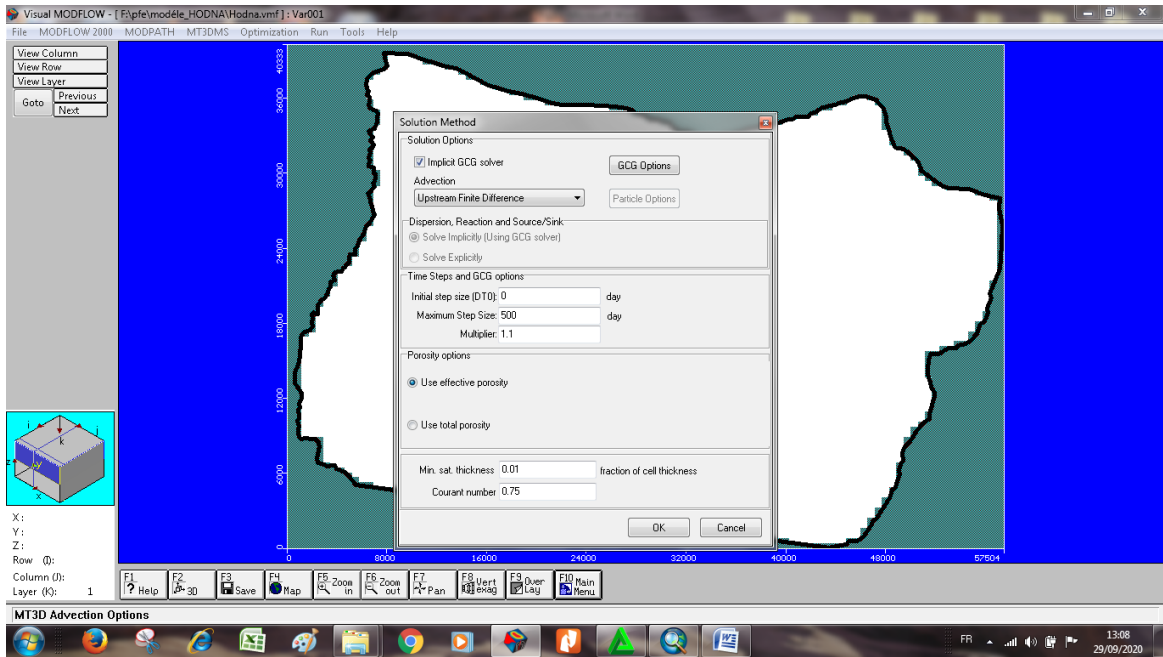 Visual MODFLOW - [ F:\pfe\modéle_HODNA\Hodna.vmf ] : Var001
File MODFLOW 2000 MODPATH MT3DMS Optimization Run Tools Help
View Column
View Row
View Layer
Goto
Previous
Next
40333
36000
30000
24000
18000
12000
6000
0
0 8000 16000 24000 32000 40000 48000 57504
Solution Method
Solution Options
Implicit GCG solver
GCG Options
Advection
Upstream Finite Difference
Particle Options
Dispersion, Reaction and Source/Sink
Solve Implicitly (Using GCG solver)
Solve Explicitly
Time Steps and GCG options
Initial step size (DT0): 0 day
Maximum Step Size: 500 day
Multiplier: 1.1
Porosity options
Use effective porosity
Use total porosity
Min. sat. thickness 0.01 fraction of cell thickness
Courant number 0.75
OK Cancel
i j
k
z
x
X :
Y :
Z :
Row (I):
Column (J):
Layer (K): 1
F1 ? Help
F2 3D
F3 Save
F4 Map
F5 Zoom in
F6 Zoom out
F7 Pan
F8 Vert exag
F9 Over Lay
F10 Main Menu
MT3D Advection Options
FR
13:08
29/09/2020